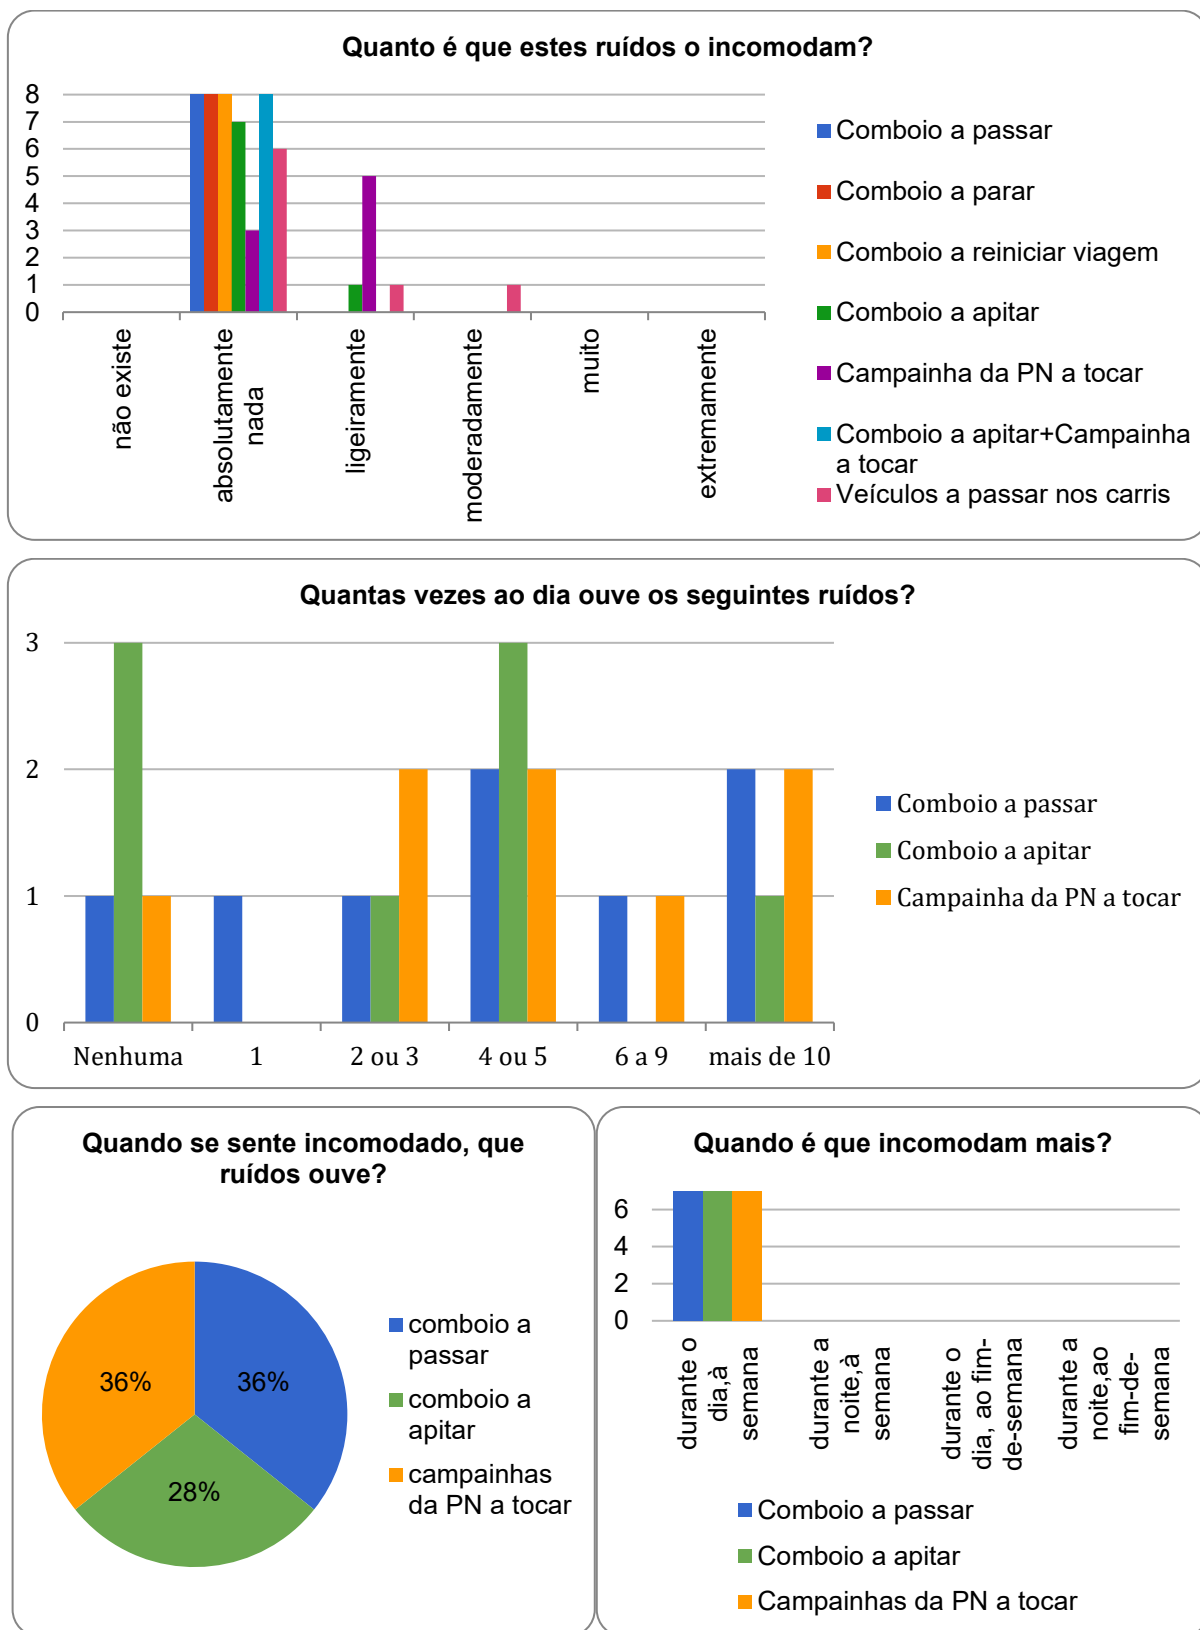 Quanto é que estes ruídos o incomodam?
8
7
6
5
4
3
2
1
0
não existe
absolutamente
nada
ligeiramente
moderadamente
muito
extremamente
Comboio a passar
Comboio a parar
Comboio a reiniciar viagem
Comboio a apitar
Campainha da PN a tocar
Comboio a apitar+Campainha
a tocar
Veículos a passar nos carris
Quantas vezes ao dia ouve os seguintes ruídos?
3
2
1
0
Nenhuma
1
2 ou 3
4 ou 5
6 a 9
mais de 10
Comboio a passar
Comboio a apitar
Campainha da PN a tocar
Quando se sente incomodado, que
ruídos ouve?
36%
36%
28%
comboio a
passar
comboio a
apitar
campainhas
da PN a tocar
Quando é que incomodam mais?
6
4
2
0
durante o
dia,à
semana
durante a
noite,à
semana
durante o
dia, ao fim-
de-semana
durante a
noite,ao
fim-de-
semana
Comboio a passar
Comboio a apitar
Campainhas da PN a tocar